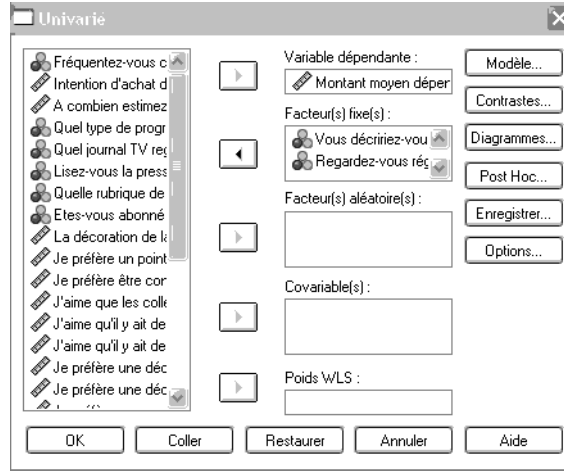 Univarié
Fréquentez-vous c
Intention d'achat d
A combien estimez
Quel type de progr
Quel journal TV reg
Lisez-vous la press
Quelle rubrique de
Etes-vous abonné
La décoration de la
Je préfère un point
Je préfère être cor
J'aime que les colle
J'aime qu'il y ait de
J'aime qu'il y ait de
Je préfère une déc
Je préfère une déc
Variable dépendante :
Montant moyen déper
Facteur(s) fixe(s) :
Vous décririez-vou
Regardez-vous rég
Facteur(s) aléatoire(s) :
Covariable(s) :
Poids WLS :
Modèle...
Contrastes...
Diagrammes...
Post Hoc...
Enregistrer...
Options...
OK
Coller
Restaurer
Annuler
Aide